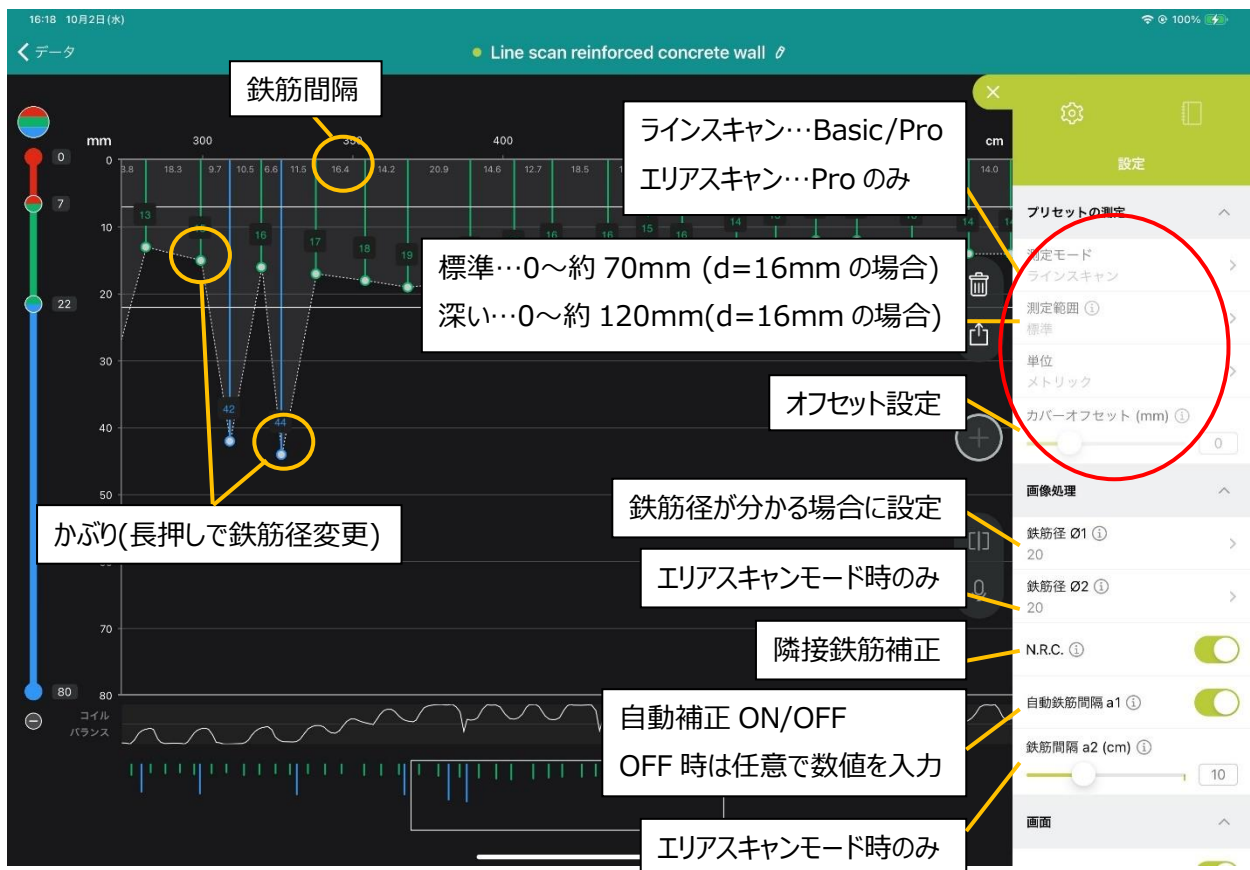 16:18 10月2日(水)
100%
データ
Line scan reinforced concrete wall
鉄筋間隔
ラインスキャン…Basic/Pro
エリアスキャン…Proのみ
設定
mm
300
350
400
cm
0
0
3.8
18.3
9.7
10.5
6.6
11.5
16.4
14.2
20.9
14.6
12.7
18.5
14.0
プリセットの測定
7
10
13
16
17
18
19
16
16
15
16
14
14
測定モード
ラインスキャン
標準…0～約 70mm (d=16mm の場合)
深い…0～約 120mm(d=16mm の場合)
測定範囲
標準
22
20
30
単位
メトリック
オフセット設定
カバーオフセット (mm)
0
42
44
40
50
画像処理
鉄筋径が分かる場合に設定
かぶり(長押しで鉄筋径変更)
鉄筋径 Ø1
20
エリアスキャンモード時のみ
鉄筋径 Ø2
20
70
隣接鉄筋補正
N.R.C.
80
80
コイル
バランス
自動補正 ON/OFF
OFF 時は任意で数値を入力
自動鉄筋間隔 a1
鉄筋間隔 a2 (cm)
10
エリアスキャンモード時のみ
画面